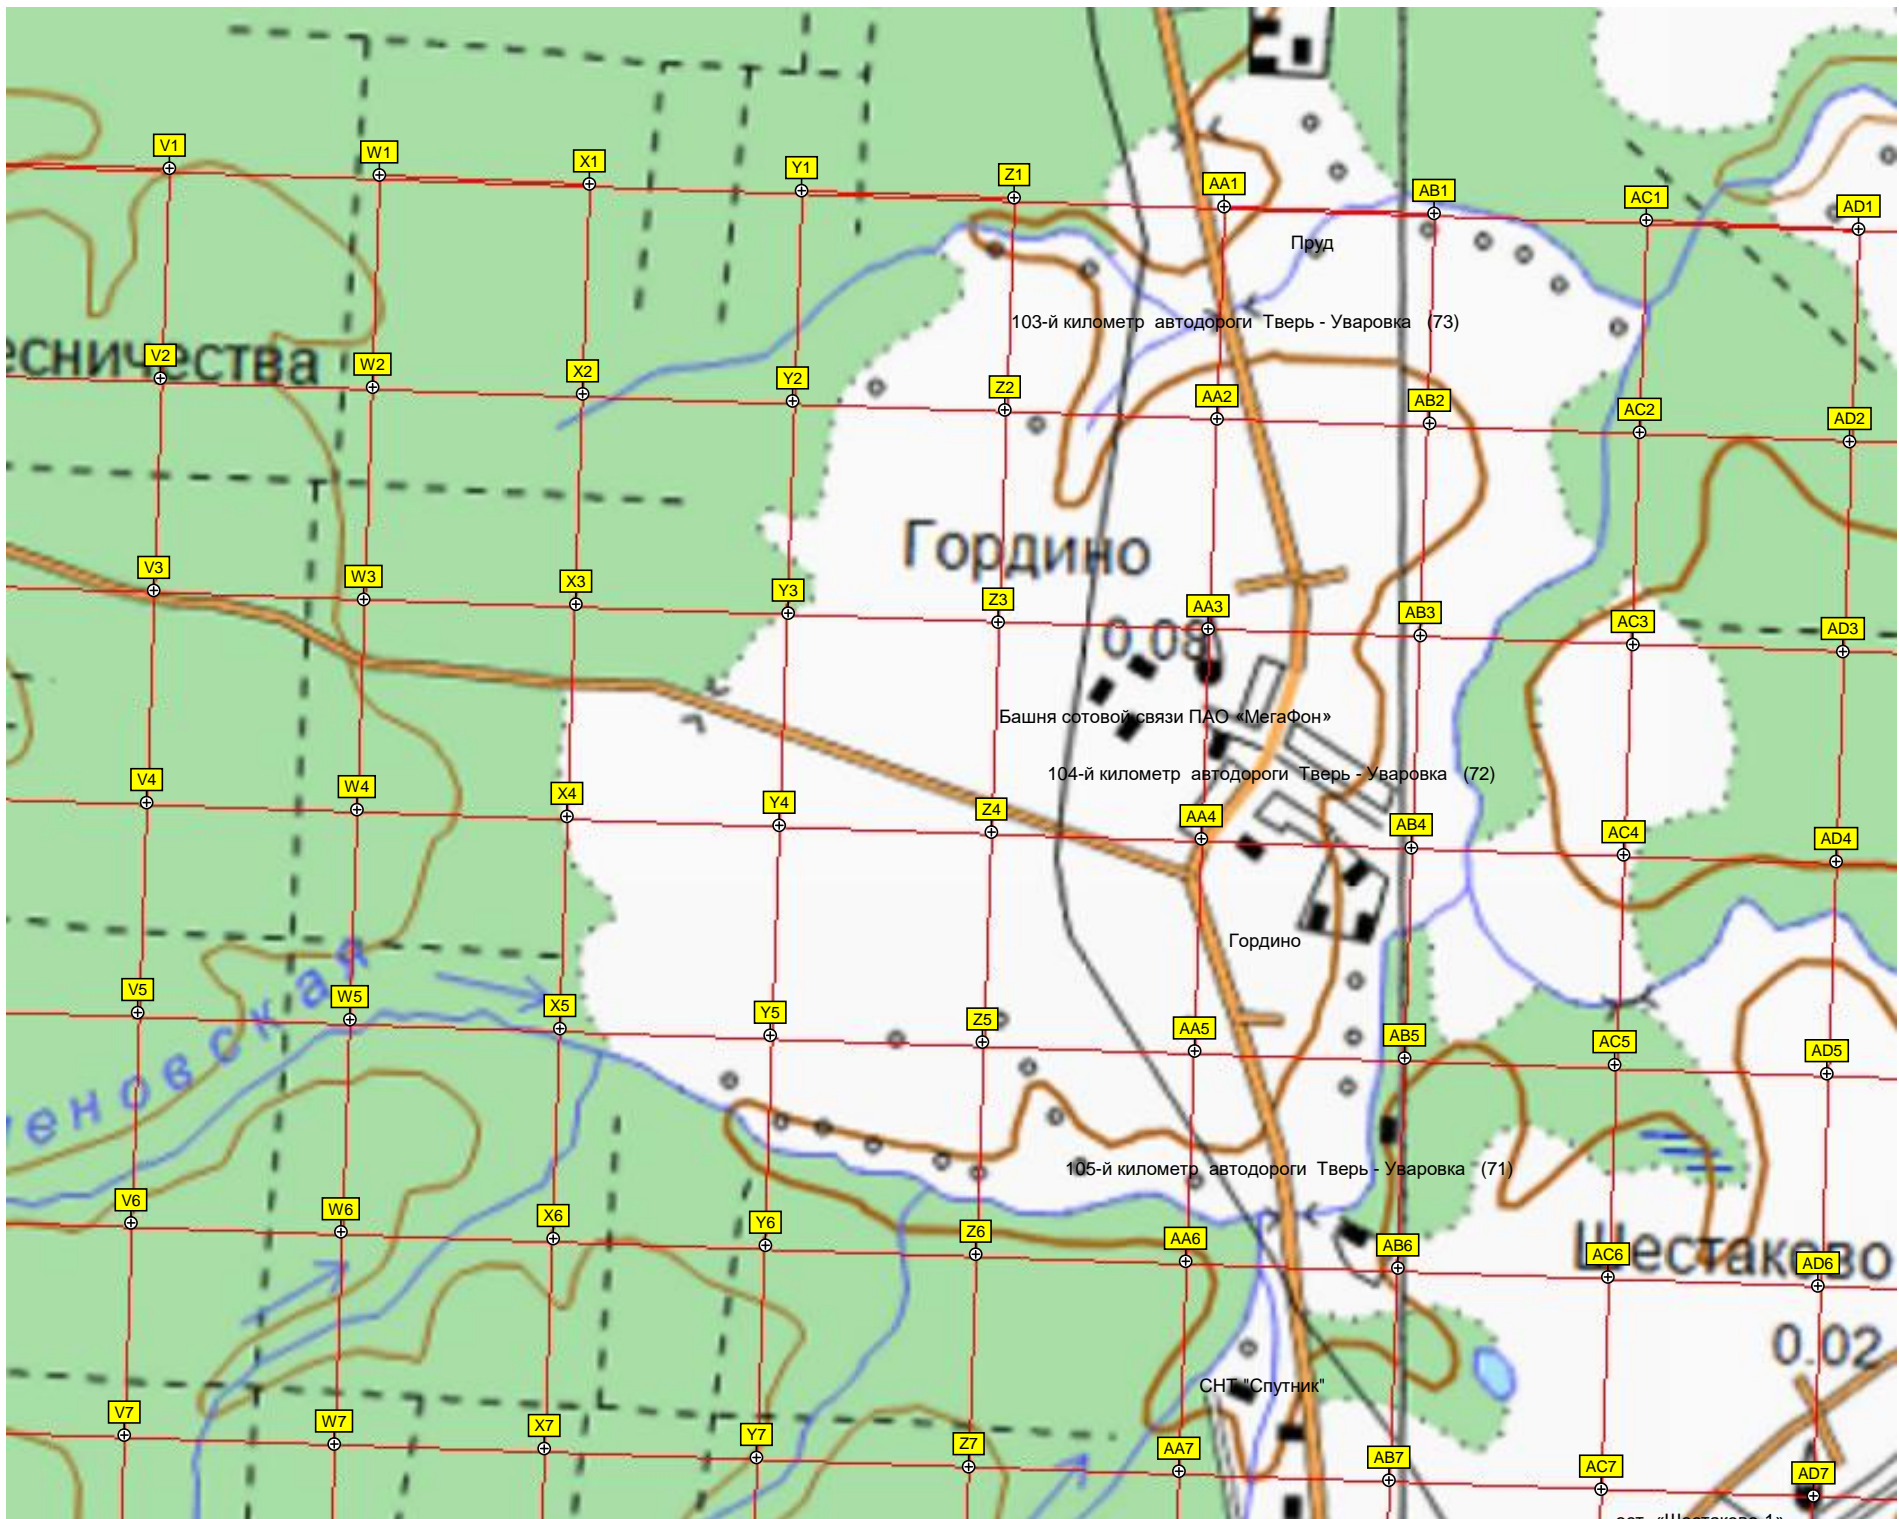 V1 W1 X1 Y1 Z1 AA1 AB1 AC1 AD1
Пруд
103-й километр автодороги Тверь - Уваровка (73)
есничества
V2 W2 X2 Y2 Z2 AA2 AB2 AC2 AD2
Гордино
V3 W3 X3 Y3 Z3 AA3 AB3 AC3 AD3
0.08
Башня сотовой связи ПАО «МегаФон»
104-й километр автодороги Тверь - Уваровка (72)
V4 W4 X4 Y4 Z4 AA4 AB4 AC4 AD4
Гордино
V5 W5 X5 Y5 Z5 AA5 AB5 AC5 AD5
еновская
105-й километр автодороги Тверь - Уваровка (71)
V6 W6 X6 Y6 Z6 AA6 AB6 AC6 AD6
Шестаково
0.02
СНТ "Спутник"
V7 W7 X7 Y7 Z7 AA7 AB7 AC7 AD7